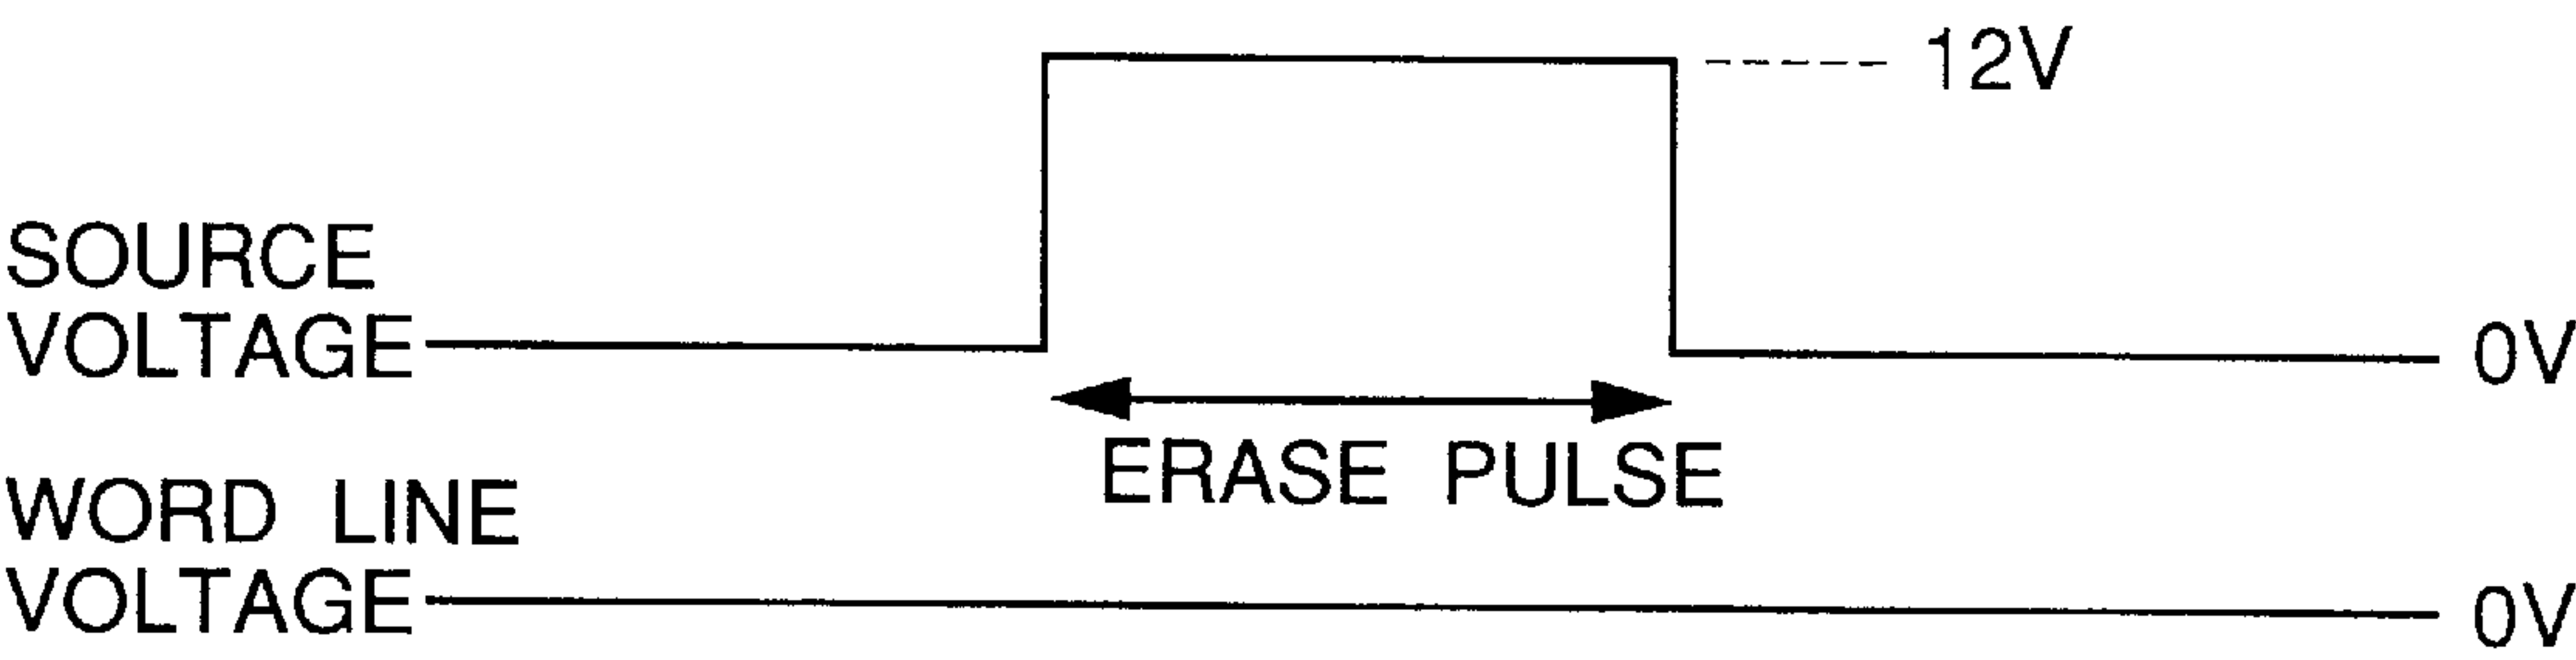 12V
SOURCE
VOLTAGE
0V
ERASE PULSE
WORD LINE
VOLTAGE
0V